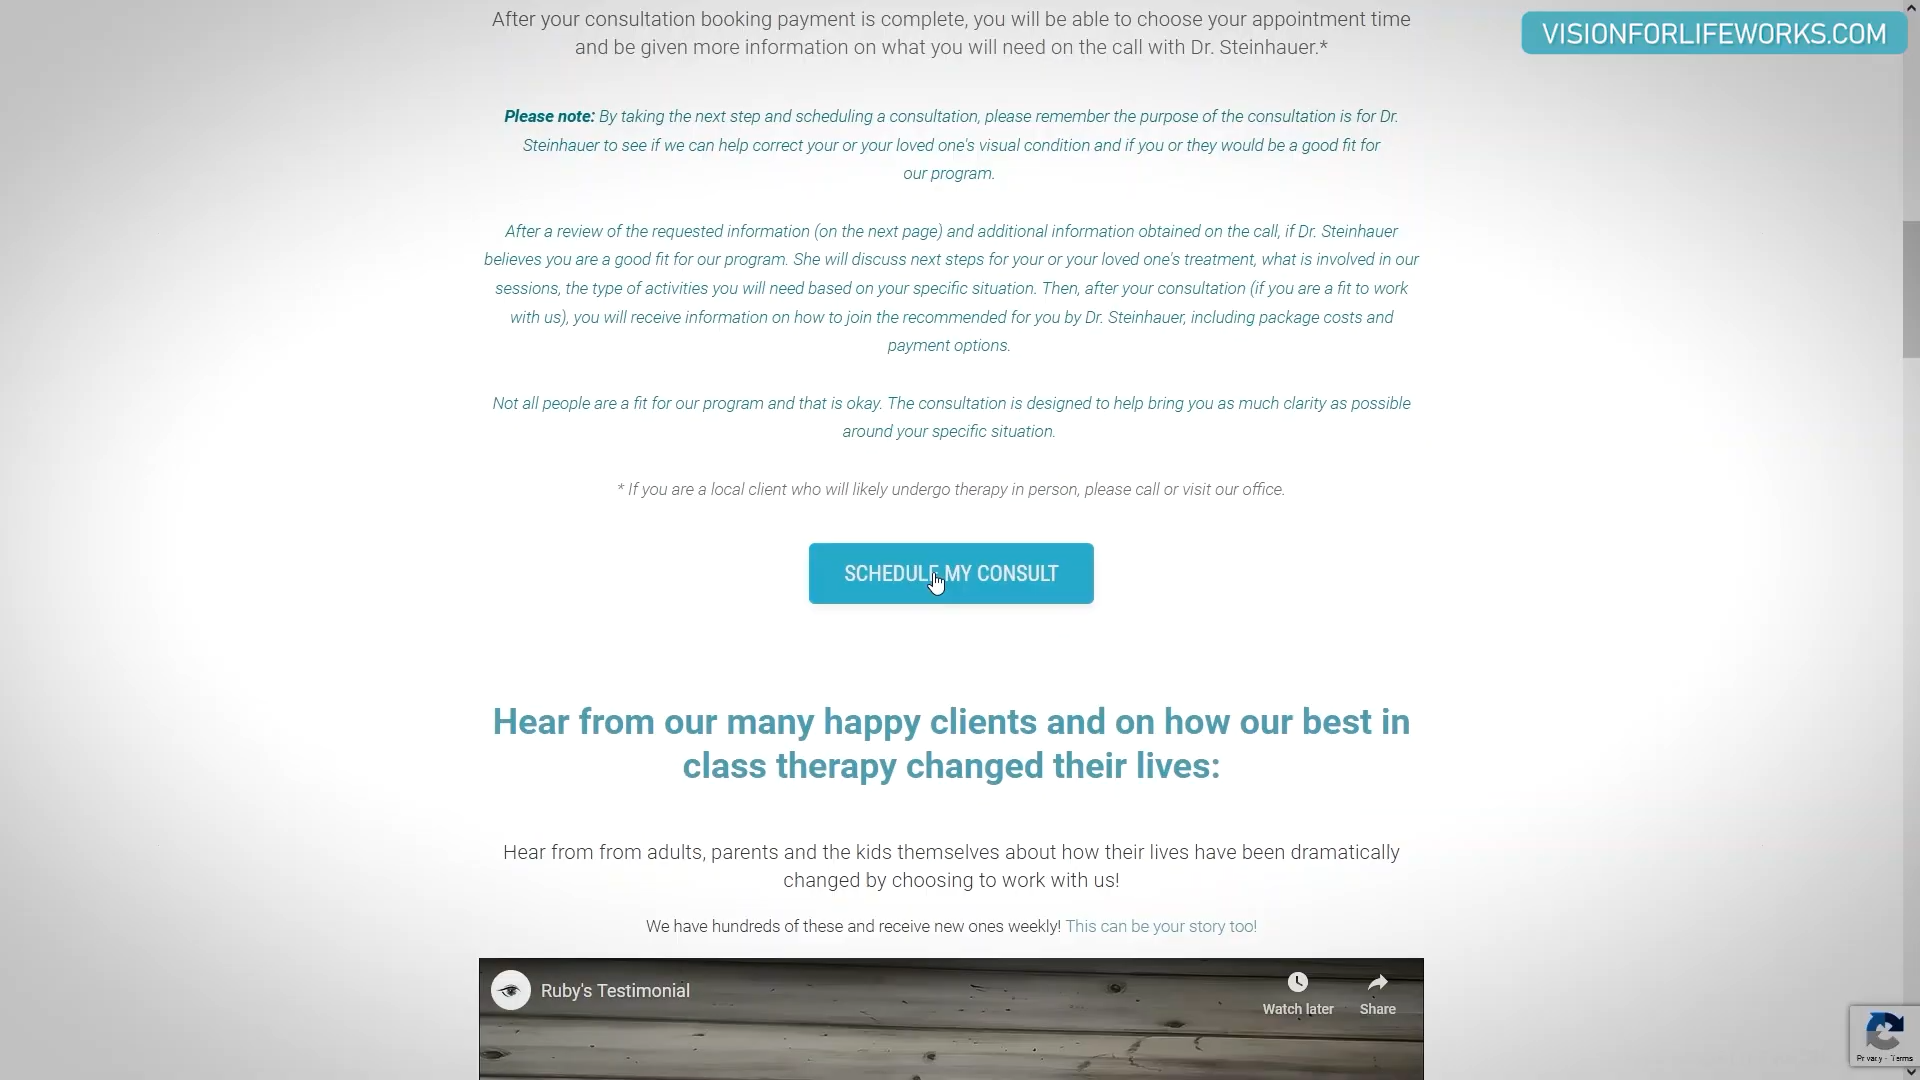 After your consultation booking payment is complete, you will be able to choose your appointment time
and be given more information on what you will need on the call with Dr. Steinhauer.*
VISIONFORLIFEWORKS.COM
Please note: By taking the next step and scheduling a consultation, please remember the purpose of the consultation is for Dr.
Steinhauer to see if we can help correct your or your loved one's visual condition and if you or they would be a good fit for
our program.
After a review of the requested information (on the next page) and additional information obtained on the call, if Dr. Steinhauer
believes you are a good fit for our program. She will discuss next steps for your or your loved one's treatment, what is involved in our
sessions, the type of activities you will need based on your specific situation. Then, after your consultation (if you are a fit to work
with us), you will receive information on how to join the recommended for you by Dr. Steinhauer, including package costs and
payment options.
Not all people are a fit for our program and that is okay. The consultation is designed to help bring you as much clarity as possible
around your specific situation.
* If you are a local client who will likely undergo therapy in person, please call or visit our office.
SCHEDULE MY CONSULT
Hear from our many happy clients and on how our best in
class therapy changed their lives:
Hear from from adults, parents and the kids themselves about how their lives have been dramatically
changed by choosing to work with us!
We have hundreds of these and receive new ones weekly! This can be your story too!
Ruby's Testimonial
Watch later
Share
Privacy - Terms